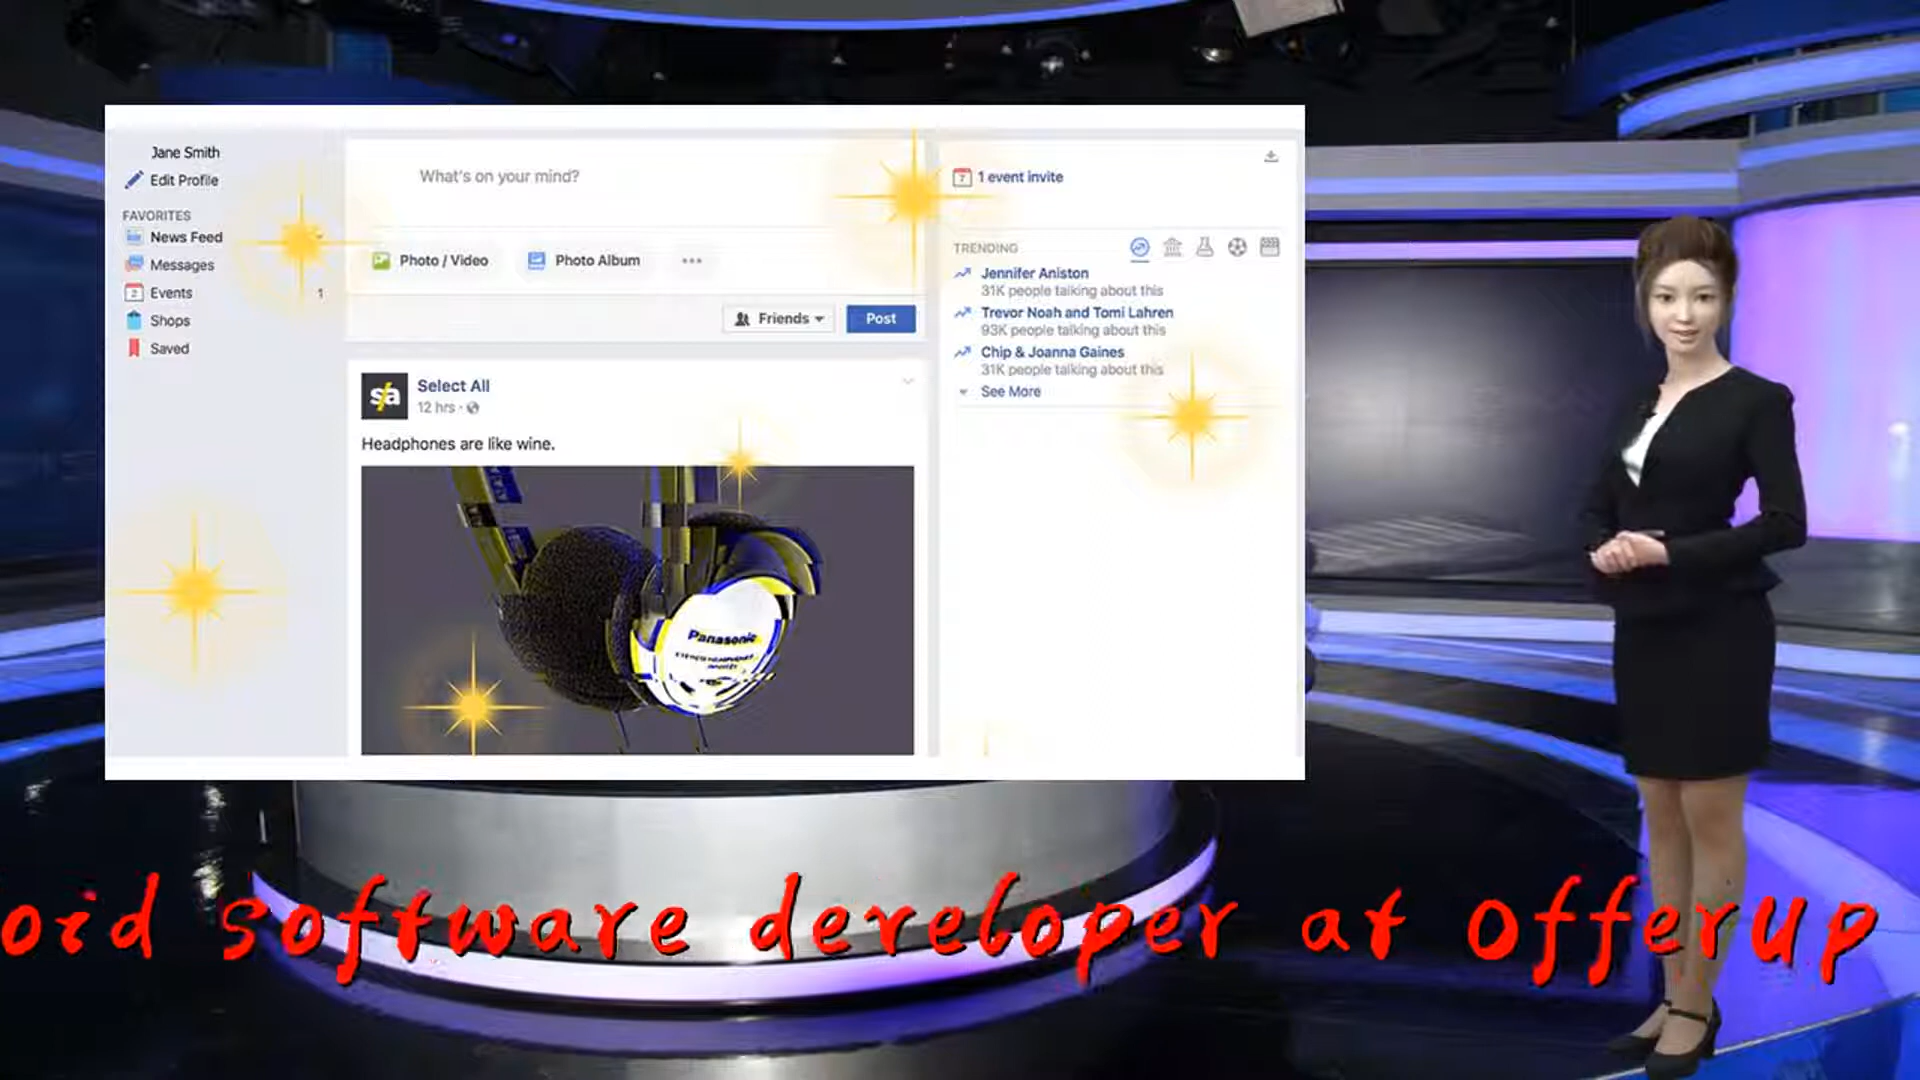 Jane Smith
Edit Profile
FAVORITES
News Feed
Messages
Events 1
Shops
Saved
What's on your mind?
Photo / Video
Photo Album
Friends
Post
Select All
12 hrs
Headphones are like wine.
s/a
Panasonic
STEREO HEADPHONES
7
1 event invite
TRENDING
Jennifer Aniston
31K people talking about this
Trevor Noah and Tomi Lahren
93K people talking about this
Chip & Joanna Gaines
31K people talking about this
See More
oid software developer at OfferUp